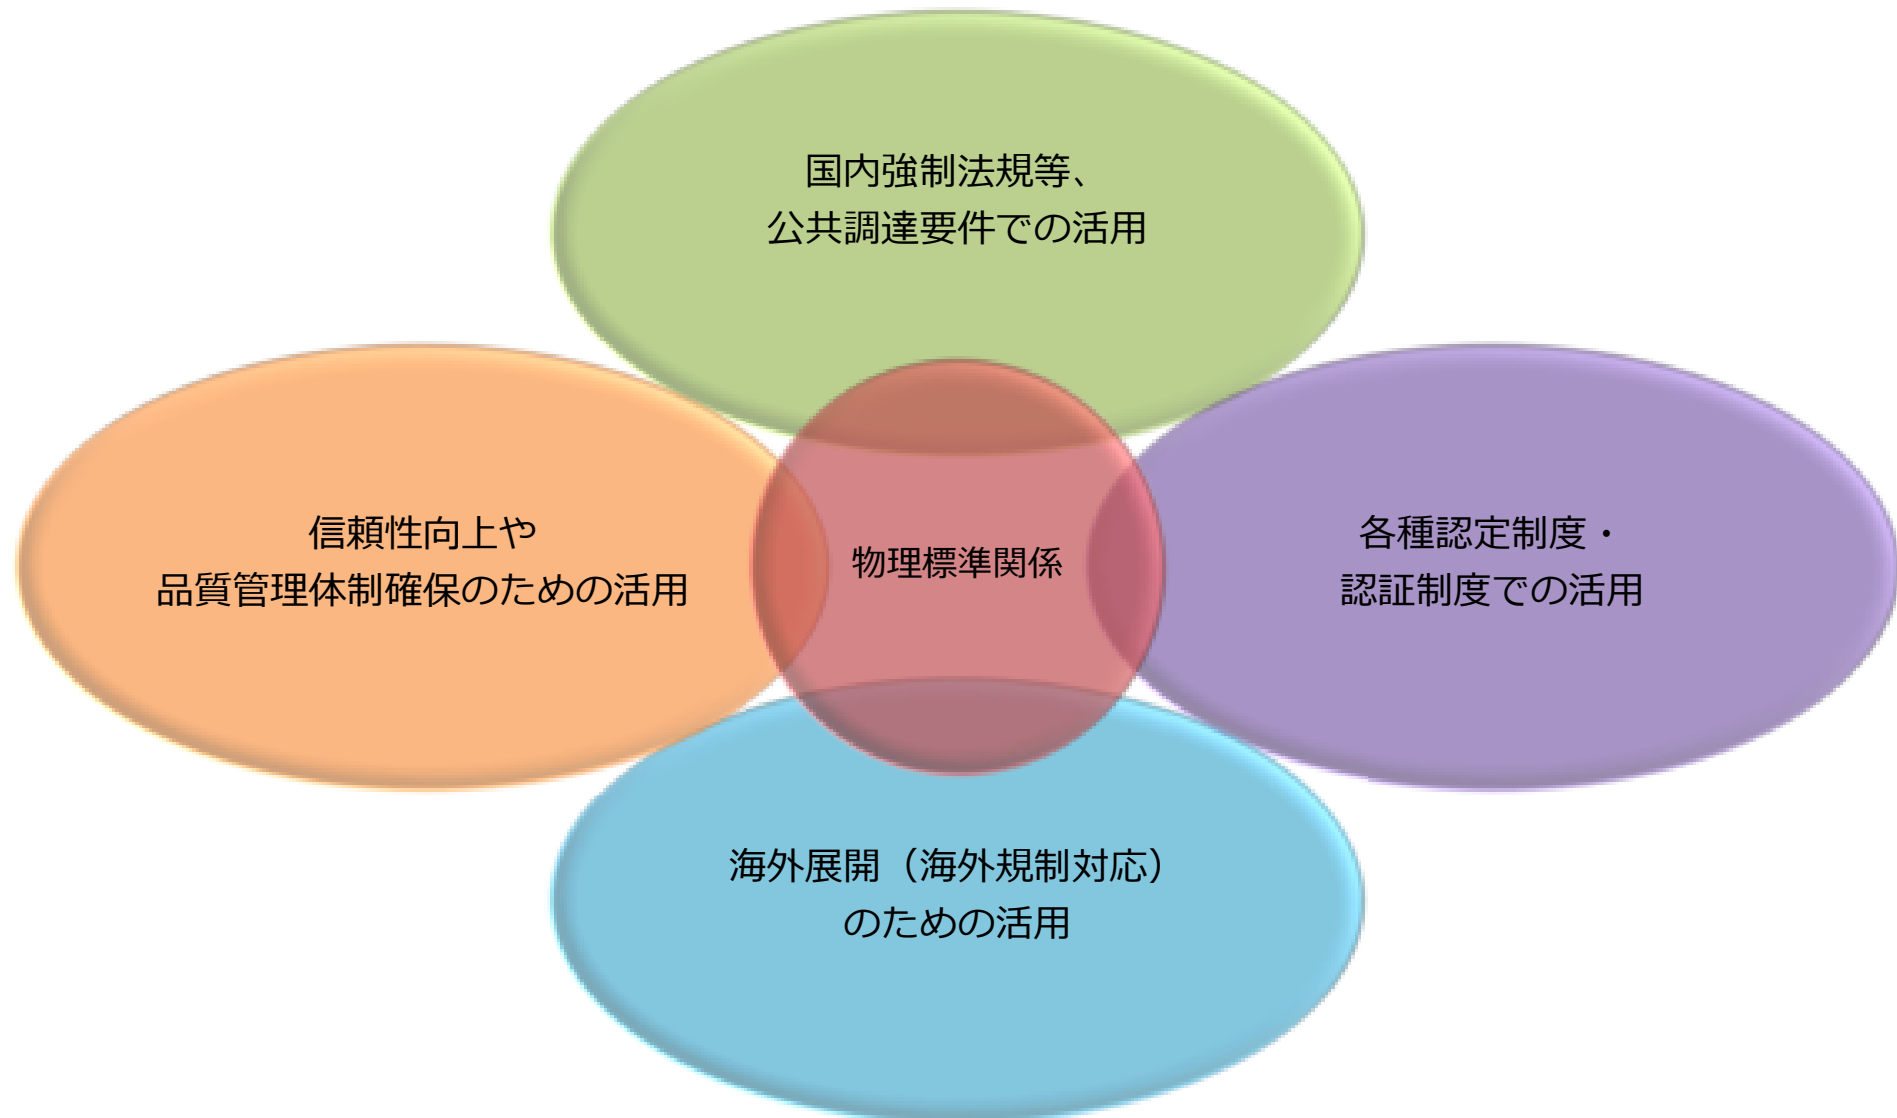 国内強制法規等、
公共調達要件での活用
信頼性向上や
品質管理体制確保のための活用
物理標準関係
各種認定制度・
認証制度での活用
海外展開（海外規制対応）
のための活用